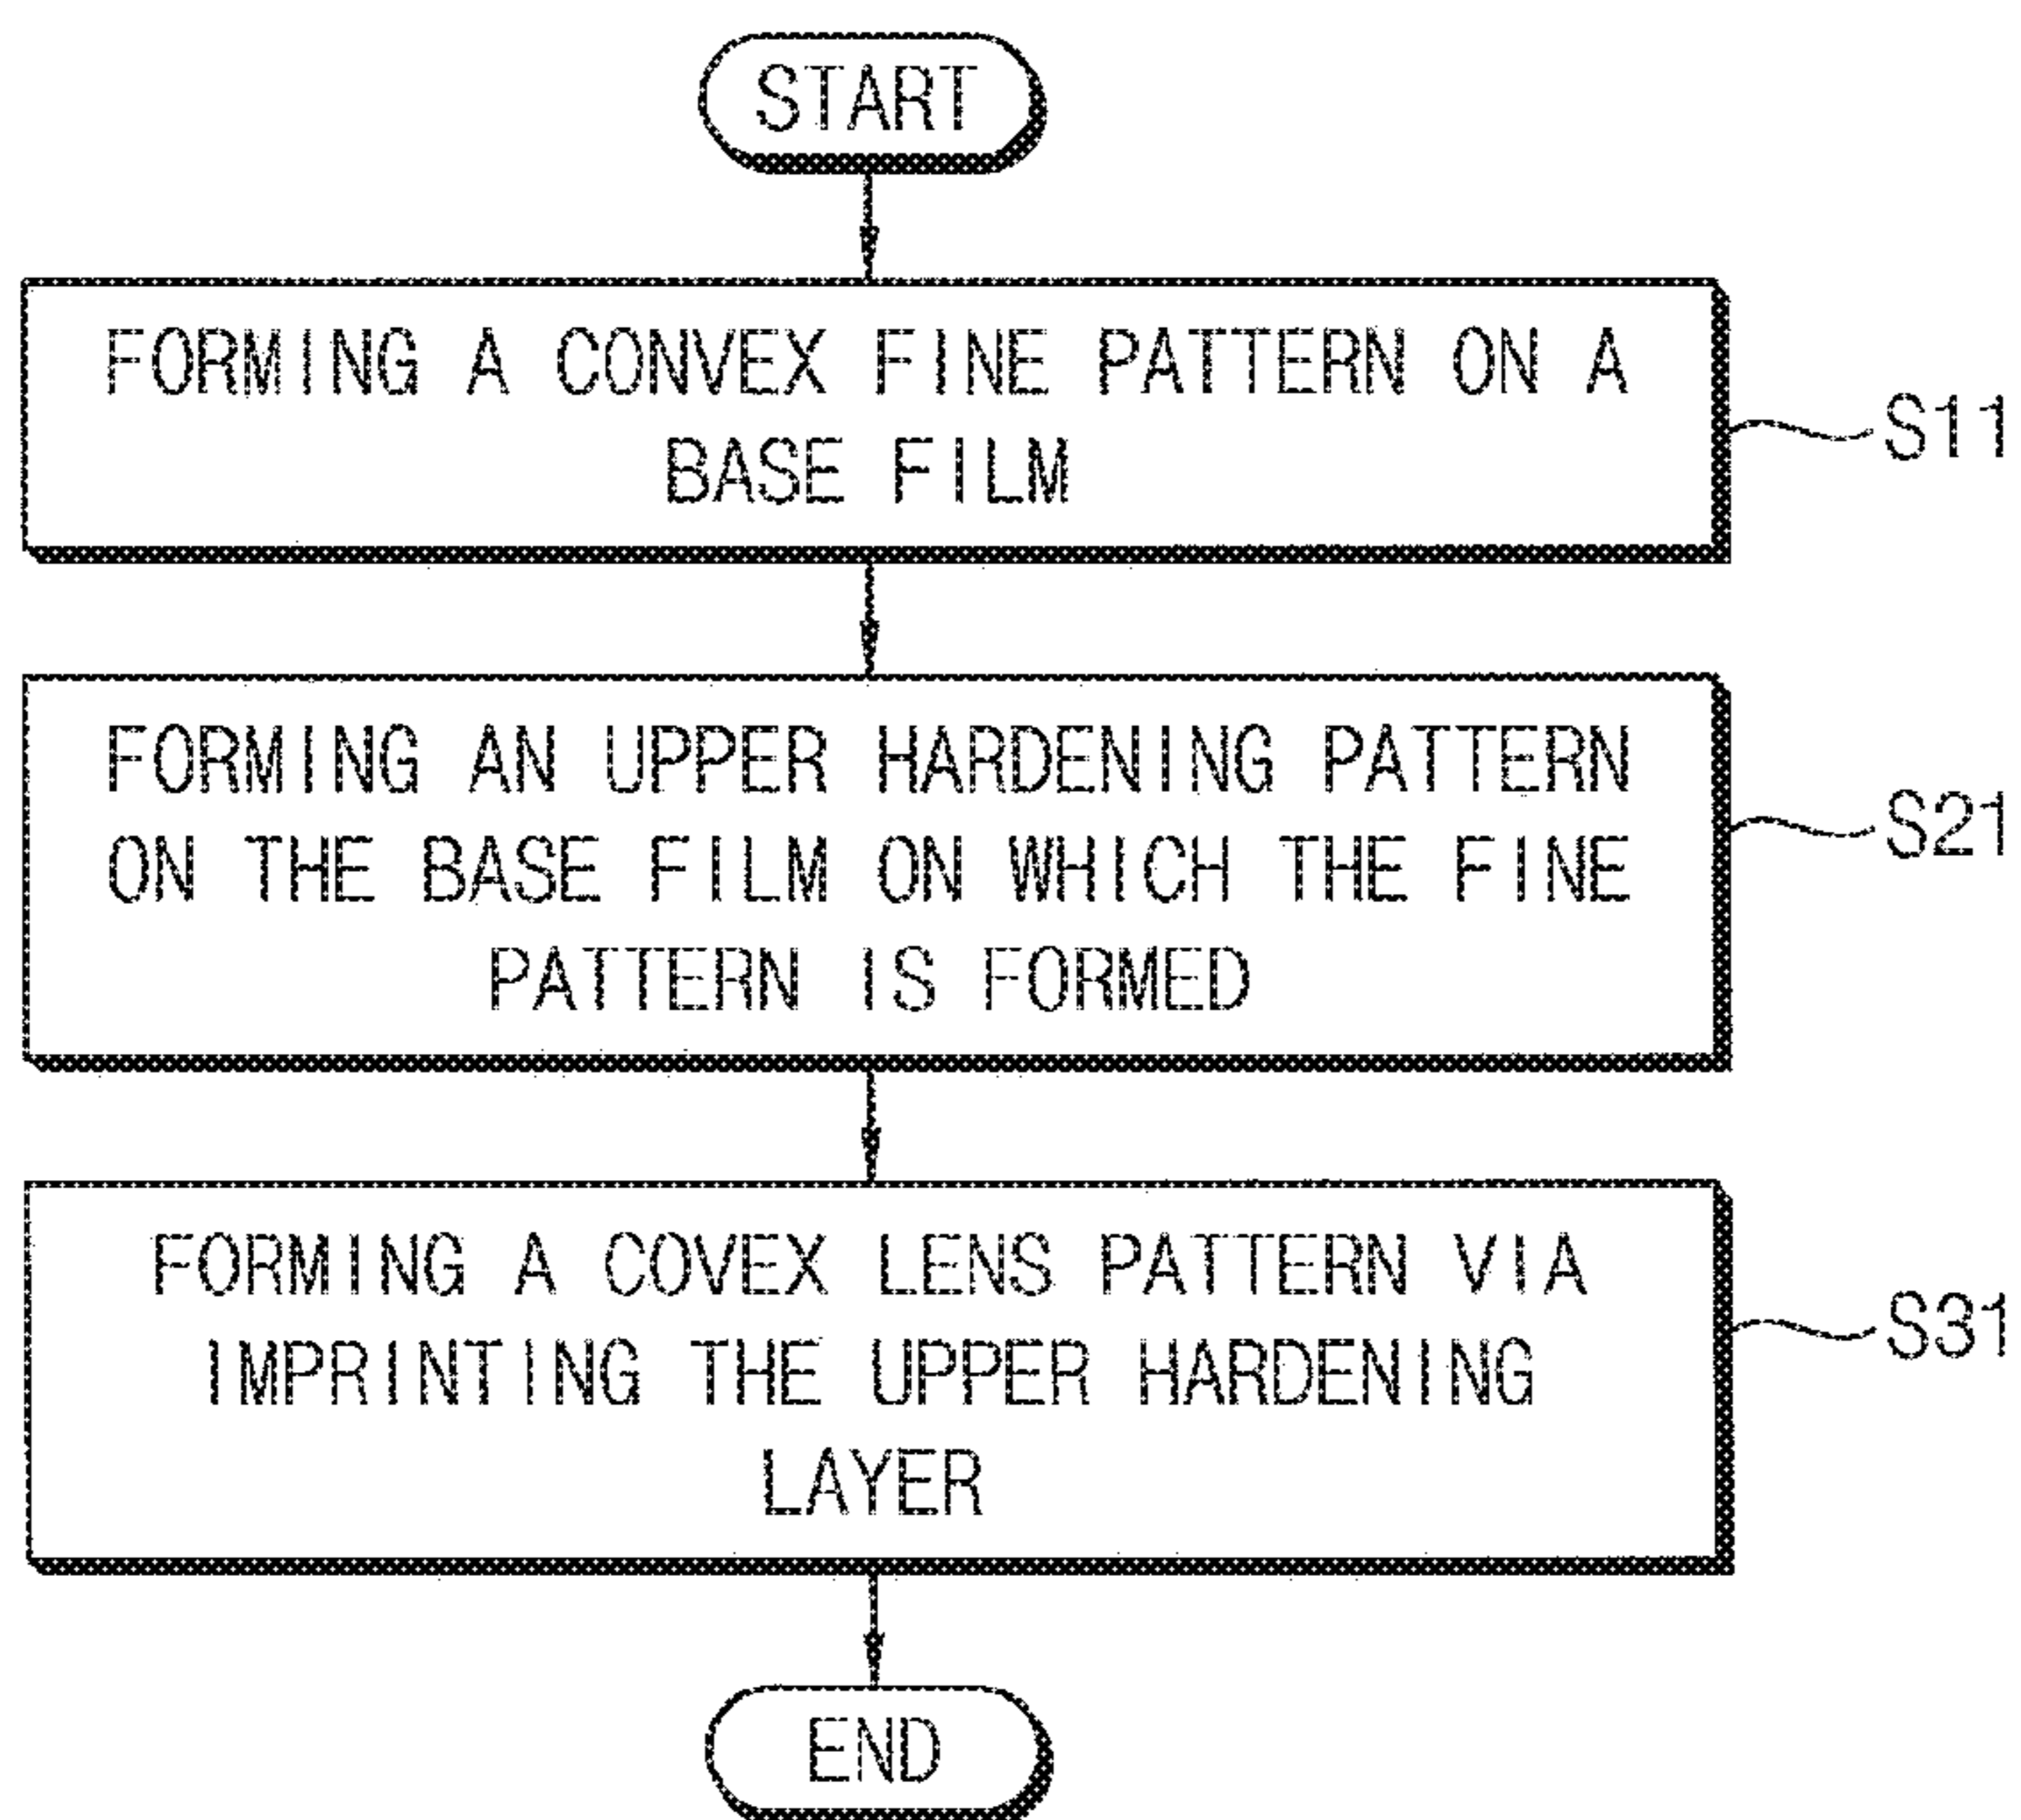 START
FORMING A CONVEX FINE PATTERN ON A
BASE FILM
S11
FORMING AN UPPER HARDENING PATTERN
ON THE BASE FILM ON WHICH THE FINE
PATTERN IS FORMED
S21
FORMING A COVEX LENS PATTERN VIA
IMPRINTING THE UPPER HARDENING
LAYER
S31
END